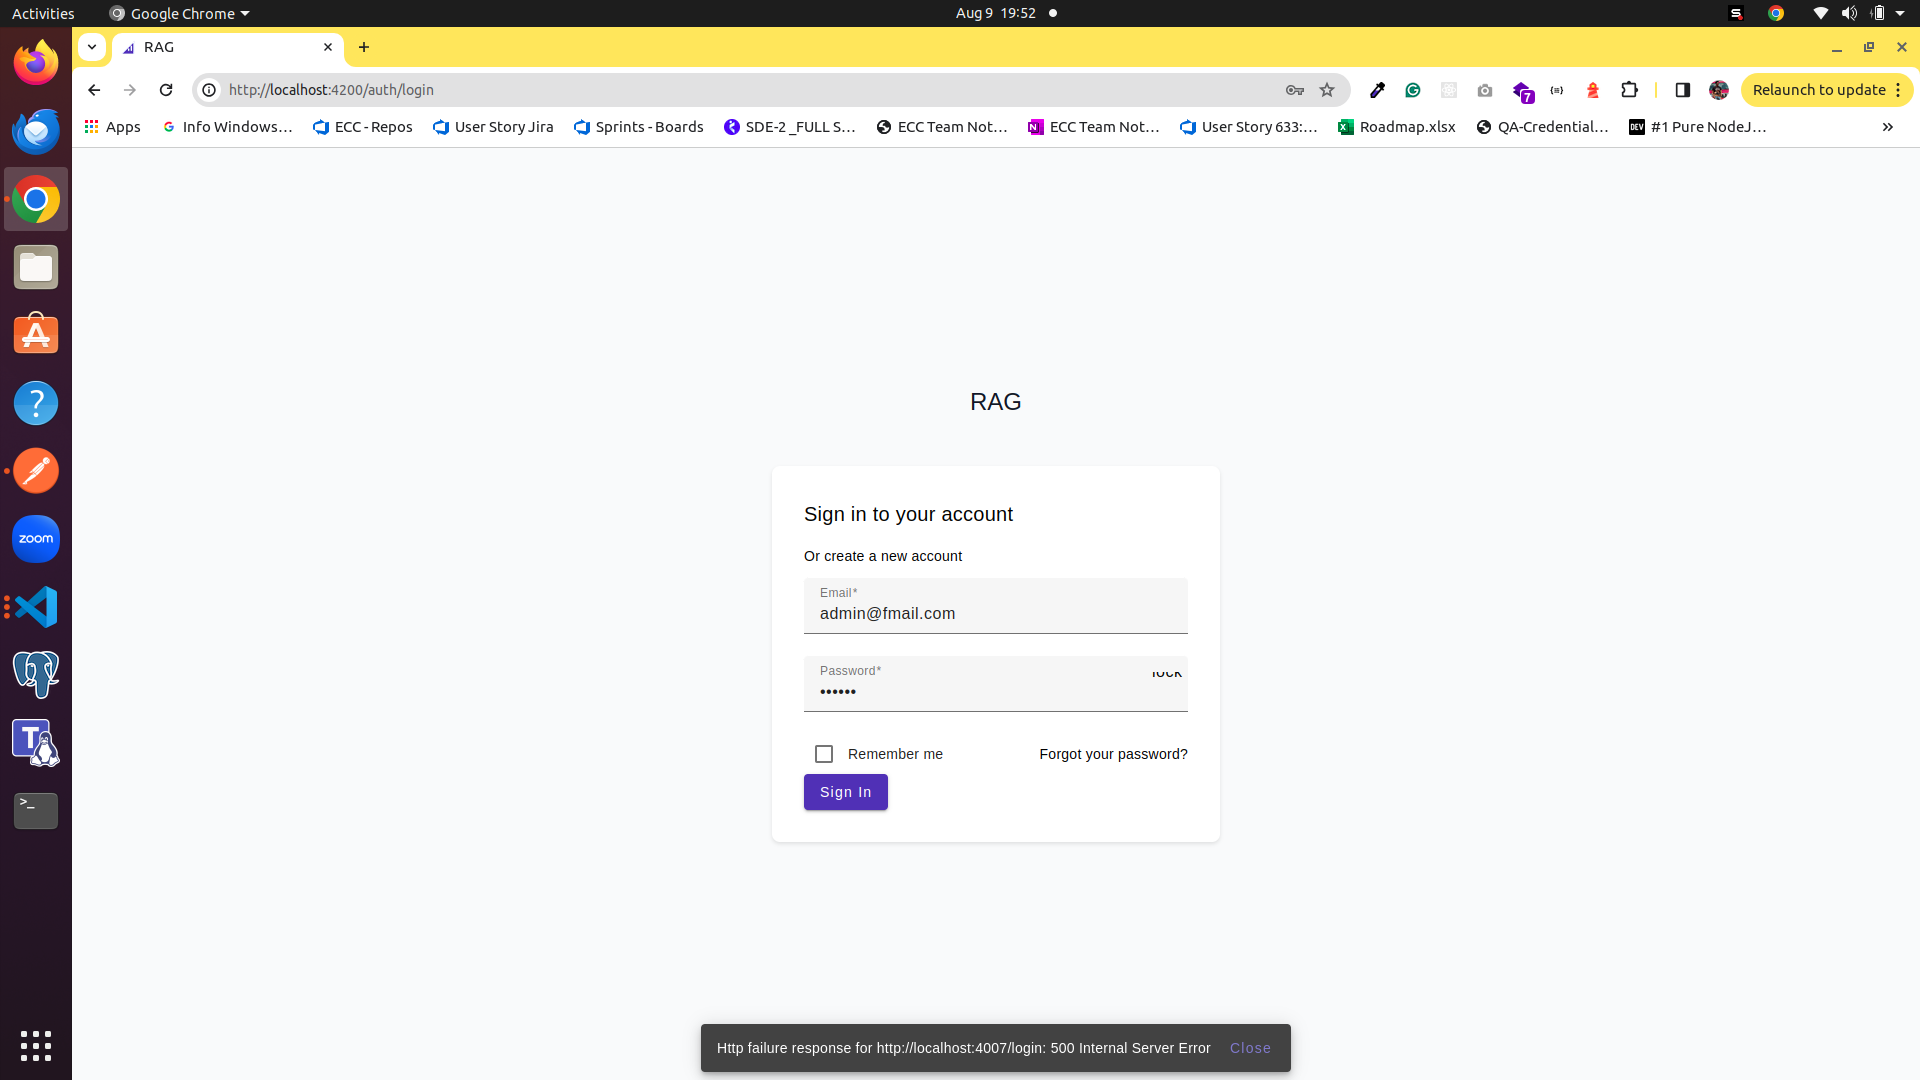 Activities
Google Chrome
Aug 9 19:52
RAG
http://localhost:4200/auth/login
7
Relaunch to update
Apps
Info Windows...
ECC - Repos
User Story Jira
Sprints - Boards
SDE-2 _FULL S...
ECC Team Not...
N
ECC Team Not...
User Story 633:...
Roadmap.xlsx
QA-Credential...
DEV
#1 Pure NodeJ...
»
RAG
Sign in to your account
Or create a new account
Email*
admin@fmail.com
Password*
lock
••••••
Remember me
Forgot your password?
Sign In
Http failure response for http://localhost:4007/login: 500 Internal Server Error
Close
zoom
T
>_